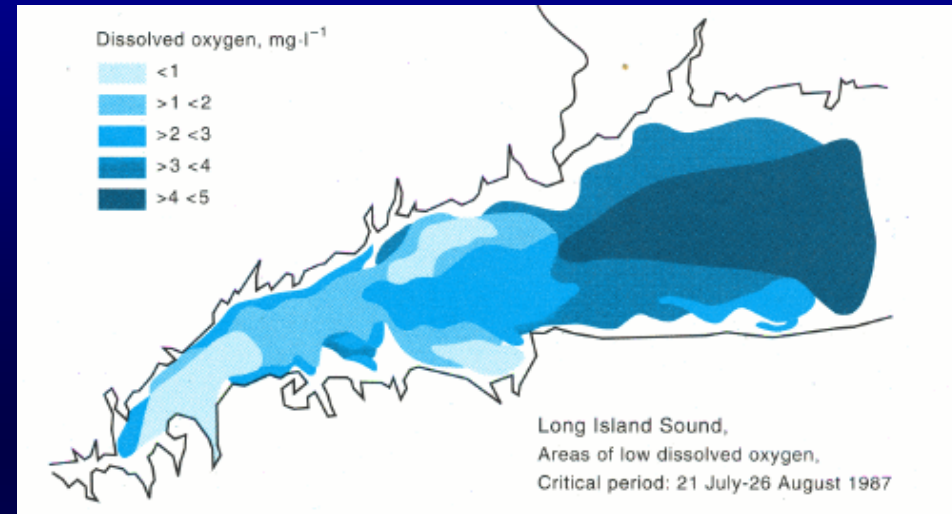 Dissolved oxygen, mg·l⁻¹
<1
>1 <2
>2 <3
>3 <4
>4 <5
Long Island Sound,
Areas of low dissolved oxygen,
Critical period: 21 July-26 August 1987